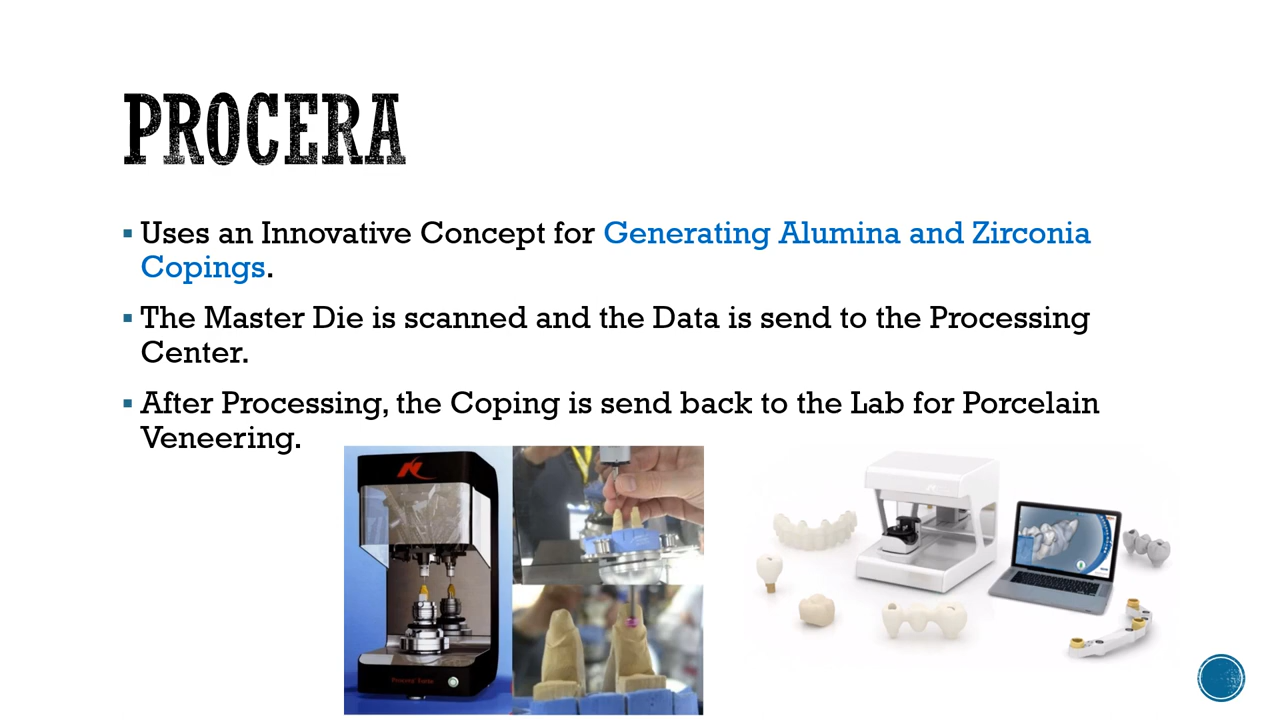 PROCERA
▪ Uses an Innovative Concept for Generating Alumina and Zirconia
Copings.
▪ The Master Die is scanned and the Data is send to the Processing
Center.
▪ After Processing, the Coping is send back to the Lab for Porcelain
Veneering.